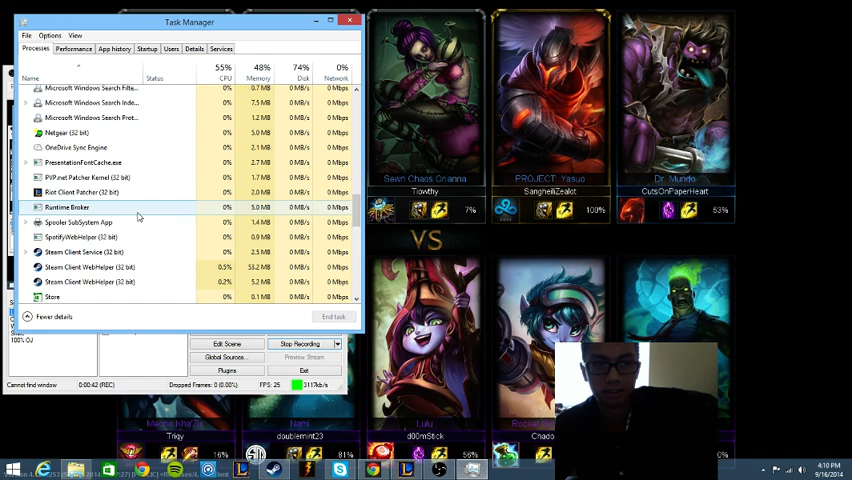 Task Manager
File Options View
Processes Performance App history Startup Users Details Services
55% 48% 74% 0%
Name Status CPU Memory Disk Network
Microsoft Windows Search Filte... 0% 0.7 MB 0 MB/s 0 Mbps
Microsoft Windows Search Inde... 0% 7.5 MB 0 MB/s 0 Mbps
Microsoft Windows Search Prot... 0% 1.2 MB 0 MB/s 0 Mbps
Netgear (32 bit) 0% 5.0 MB 0 MB/s 0 Mbps
OneDrive Sync Engine 0% 2.1 MB 0 MB/s 0 Mbps
PresentationFontCache.exe 0% 2.7 MB 0 MB/s 0 Mbps
PVP.net Patcher Kernel (32 bit) 0% 1.7 MB 0 MB/s 0 Mbps
Riot Client Patcher (32 bit) 0% 2.0 MB 0 MB/s 0 Mbps
Runtime Broker 0% 5.0 MB 0 MB/s 0 Mbps
Spooler SubSystem App 0% 1.4 MB 0 MB/s 0 Mbps
SpotifyWebHelper (32 bit) 0% 0.9 MB 0 MB/s 0 Mbps
Steam Client Service (32 bit) 0% 2.5 MB 0 MB/s 0 Mbps
Steam Client WebHelper (32 bit) 0.5% 53.2 MB 0 MB/s 0 Mbps
Steam Client WebHelper (32 bit) 0.2% 5.2 MB 0 MB/s 0 Mbps
Store 0% 0.1 MB 0 MB/s 0 Mbps
Fewer details End task
100% OJ
Edit Scene Stop Recording
Global Sources... Preview Stream
Plugins Exit
Cannot find window 0:00:42 (REC) Dropped Frames: 0 (0.00%) FPS: 25 3117kb/s
Sewn Chaos Orianna PROJECT: Yasuo Dr. Mundo
Tiowthy SangheiliZealot CutsOnPaperHeart
7% 100% 53%
VS
Nami Lulu
Triqy doublemint23 d00mStick
16% 81% 56%
4:10 PM
9/16/2014